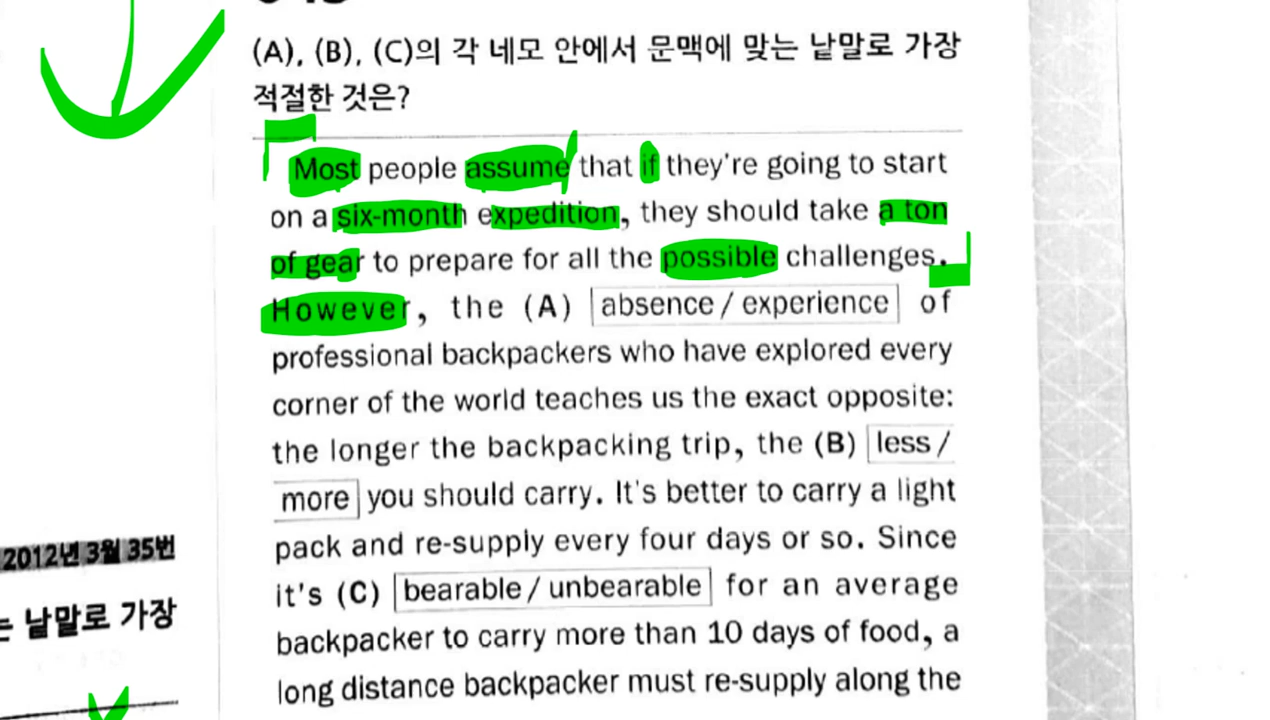 (A), (B), (C)의 각 네모 안에서 문맥에 맞는 낱말로 가장
적절한 것은?
Most people assume that if they're going to start
on a six-month expedition, they should take a ton
of gear to prepare for all the possible challenges.
However, the (A) absence / experience of
professional backpackers who have explored every
corner of the world teaches us the exact opposite:
the longer the backpacking trip, the (B) less /
more you should carry. It's better to carry a light
pack and re-supply every four days or so. Since
it's (C) bearable / unbearable for an average
backpacker to carry more than 10 days of food, a
long distance backpacker must re-supply along the
2012년 3월 35번
는 낱말로 가장